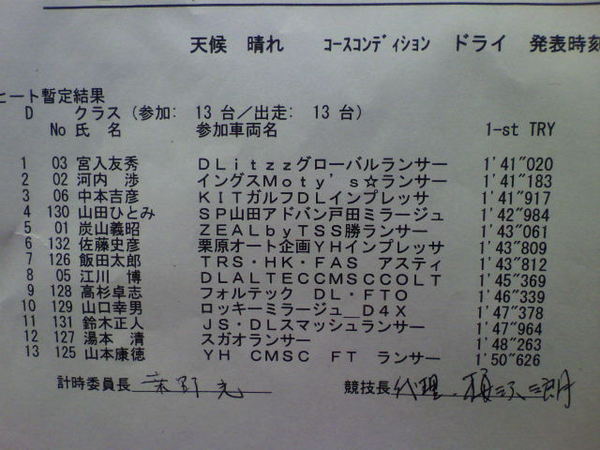 天候 晴れ ｺｰｽｺﾝﾃﾞｨｼｮﾝ ドライ 発表時刻
ヒート暫定結果
D クラス (参加: 13 台/出走: 13 台)
No 氏 名 参加車両名 1-st TRY
1 03 宮入友秀 DLitzzグローバルランサー 1'41"020
2 02 河内 渉 イングスMoty's☆ランサー 1'41"183
3 06 中本吉彦 KITガルフDLインプレッサ 1'41"917
4 130 山田ひとみ SP山田アドバン戸田ミラージュ 1'42"984
5 01 炭山義昭 ZEALbyTSS勝ランサー 1'43"061
6 132 佐藤史彦 栗原オート企画YHインプレッサ 1'43"809
7 126 飯田太郎 TRS・HK・FAS アスティ 1'43"812
8 05 江川 博 DLALTECCMSCCOLT 1'45"369
9 128 高杉卓志 フォルテック DL・FTO 1'46"339
10 129 山口幸男 ロッキーミラージュ D4X 1'47"378
11 131 鈴木正人 JS・DLスマッシュランサー 1'47"964
12 127 湯本 清 スガオランサー 1'48"263
13 125 山本康徳 YH CMSC FT ランサー 1'50"626
計時委員長 競技長 代理